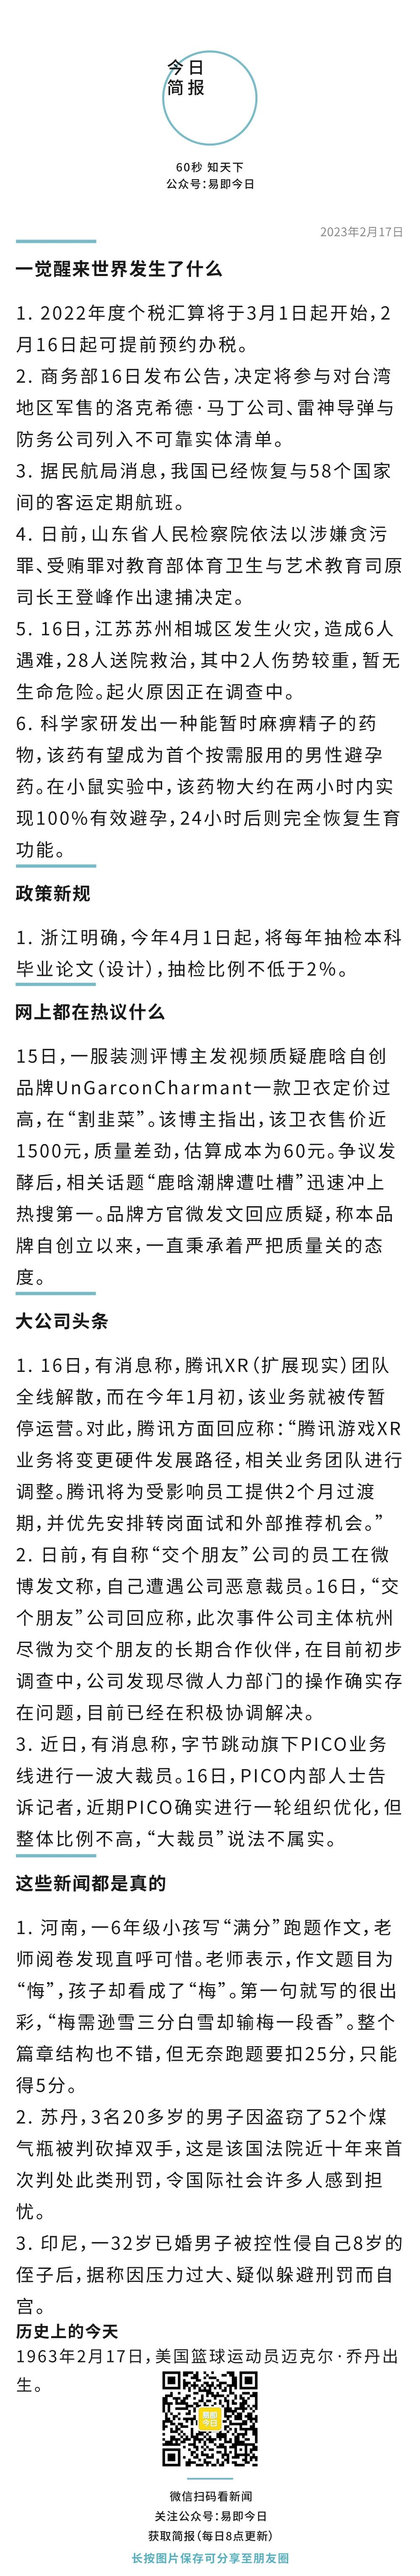 今日
简报
60秒 知天下
公众号：易即今日
2023年2月17日
一觉醒来世界发生了什么
1. 2022年度个税汇算将于3月1日起开始，2
月16日起可提前预约办税。
2. 商务部16日发布公告，决定将参与对台湾
地区军售的洛克希德·马丁公司、雷神导弹与
防务公司列入不可靠实体清单。
3. 据民航局消息，我国已经恢复与58个国家
间的客运定期航班。
4. 日前，山东省人民检察院依法以涉嫌贪污
罪、受贿罪对教育部体育卫生与艺术教育司原
司长王登峰作出逮捕决定。
5. 16日，江苏苏州相城区发生火灾，造成6人
遇难，28人送院救治，其中2人伤势较重，暂无
生命危险。起火原因正在调查中。
6. 科学家研发出一种能暂时麻痹精子的药
物，该药有望成为首个按需服用的男性避孕
药。在小鼠实验中，该药物大约在两小时内实
现100%有效避孕，24小时后则完全恢复生育
功能。
政策新规
1. 浙江明确，今年4月1日起，将每年抽检本科
毕业论文（设计），抽检比例不低于2%。
网上都在热议什么
15日，一服装测评博主发视频质疑鹿晗自创
品牌UnGarconCharmant一款卫衣定价过
高，在“割韭菜”。该博主指出，该卫衣售价近
1500元，质量差劲，估算成本为60元。争议发
酵后，相关话题“鹿晗潮牌遭吐槽”迅速冲上
热搜第一。品牌方官微发文回应质疑，称本品
牌自创立以来，一直秉承着严把质量关的态
度。
大公司头条
1. 16日，有消息称，腾讯XR（扩展现实）团队
全线解散，而在今年1月初，该业务就被传暂
停运营。对此，腾讯方面回应称：“腾讯游戏XR
业务将变更硬件发展路径，相关业务团队进行
调整。腾讯将为受影响员工提供2个月过渡
期，并优先安排转岗面试和外部推荐机会。”
2. 日前，有自称“交个朋友”公司的员工在微
博发文称，自己遭遇公司恶意裁员。16日，“交
个朋友”公司回应称，此次事件公司主体杭州
尽微为交个朋友的长期合作伙伴，在目前初步
调查中，公司发现尽微人力部门的操作确实存
在问题，目前已经在积极协调解决。
3. 近日，有消息称，字节跳动旗下PICO业务
线进行一波大裁员。16日，PICO内部人士告
诉记者，近期PICO确实进行一轮组织优化，但
整体比例不高，“大裁员”说法不属实。
这些新闻都是真的
1. 河南，一6年级小孩写“满分”跑题作文，老
师阅卷发现直呼可惜。老师表示，作文题目为
“悔”，孩子却看成了“梅”。第一句就写的很出
彩，“梅需逊雪三分白雪却输梅一段香”。整个
篇章结构也不错，但无奈跑题要扣25分，只能
得5分。
2. 苏丹，3名20多岁的男子因盗窃了52个煤
气瓶被判砍掉双手，这是该国法院近十年来首
次判处此类刑罚，令国际社会许多人感到担
忧。
3. 印尼，一32岁已婚男子被控性侵自己8岁的
侄子后，据称因压力过大、疑似躲避刑罚而自
宫。
历史上的今天
1963年2月17日，美国篮球运动员迈克尔·乔丹出
生。
易即
今日
微信扫码看新闻
关注公众号：易即今日
获取简报（每日8点更新）
长按图片保存可分享至朋友圈